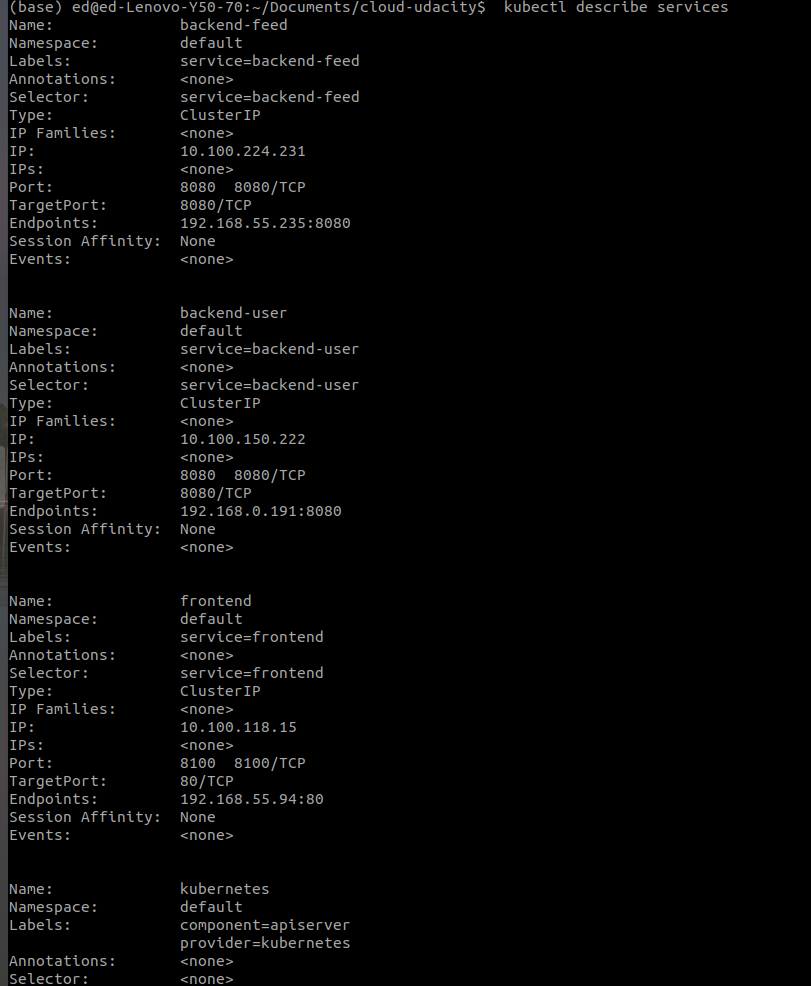 (base) ed@ed-Lenovo-Y50-70:~/Documents/cloud-udacity$  kubectl describe services
Name:              backend-feed
Namespace:         default
Labels:            service=backend-feed
Annotations:       <none>
Selector:          service=backend-feed
Type:              ClusterIP
IP Families:       <none>
IP:                10.100.224.231
IPs:               <none>
Port:              8080  8080/TCP
TargetPort:        8080/TCP
Endpoints:         192.168.55.235:8080
Session Affinity:  None
Events:            <none>
Name:              backend-user
Namespace:         default
Labels:            service=backend-user
Annotations:       <none>
Selector:          service=backend-user
Type:              ClusterIP
IP Families:       <none>
IP:                10.100.150.222
IPs:               <none>
Port:              8080  8080/TCP
TargetPort:        8080/TCP
Endpoints:         192.168.0.191:8080
Session Affinity:  None
Events:            <none>
Name:              frontend
Namespace:         default
Labels:            service=frontend
Annotations:       <none>
Selector:          service=frontend
Type:              ClusterIP
IP Families:       <none>
IP:                10.100.118.15
IPs:               <none>
Port:              8100  8100/TCP
TargetPort:        80/TCP
Endpoints:         192.168.55.94:80
Session Affinity:  None
Events:            <none>
Name:              kubernetes
Namespace:         default
Labels:            component=apiserver
                   provider=kubernetes
Annotations:       <none>
Selector:          <none>